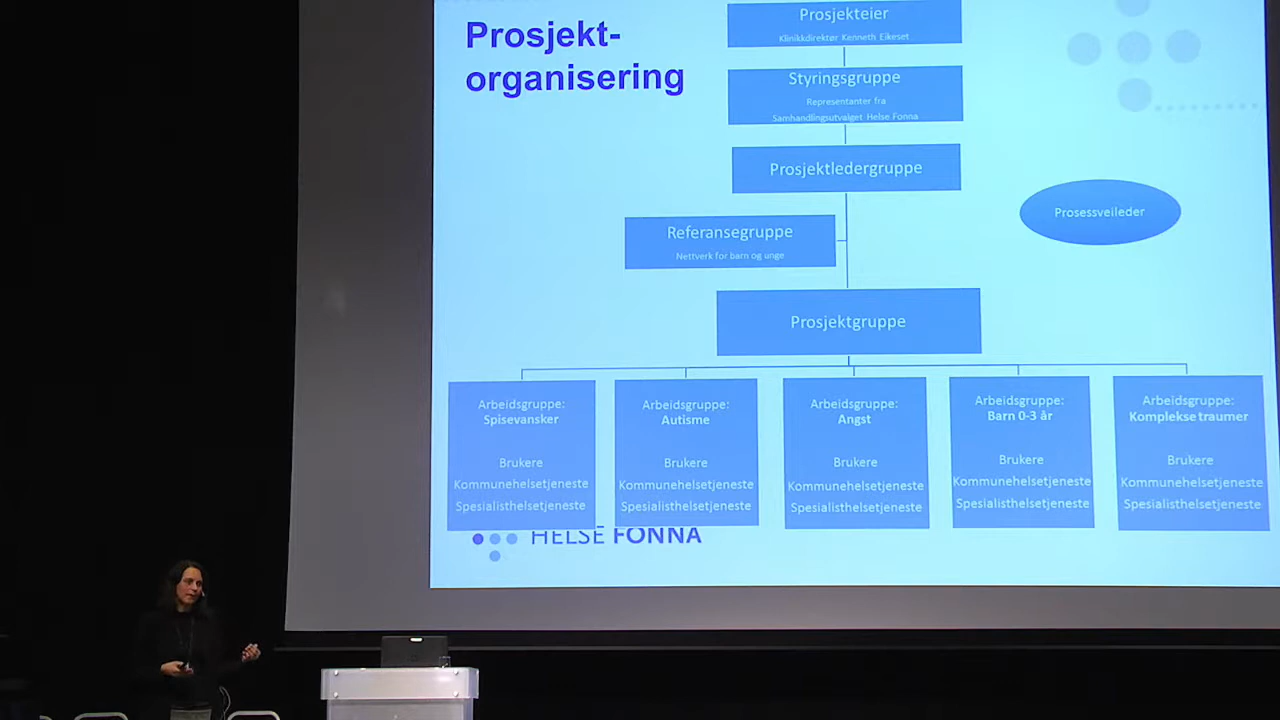 Prosjekt-
organisering
Prosjekteier
Klinikkdirektør Kenneth Eikeset
Styringsgruppe
Representanter fra
Samhandlingsutvalget Helse Fonna
Prosjektledergruppe
Prosessveileder
Referansegruppe
Nettverk for barn og unge
Prosjektgruppe
Arbeidsgruppe:
Spisevansker
Brukere
Kommunehelsetjeneste
Spesialisthelsetjeneste
Arbeidsgruppe:
Autisme
Brukere
Kommunehelsetjeneste
Spesialisthelsetjeneste
Arbeidsgruppe:
Angst
Brukere
Kommunehelsetjeneste
Spesialisthelsetjeneste
Arbeidsgruppe:
Barn 0-3 år
Brukere
Kommunehelsetjeneste
Spesialisthelsetjeneste
Arbeidsgruppe:
Komplekse traumer
Brukere
Kommunehelsetjeneste
Spesialisthelsetjeneste
HELSE FONNA